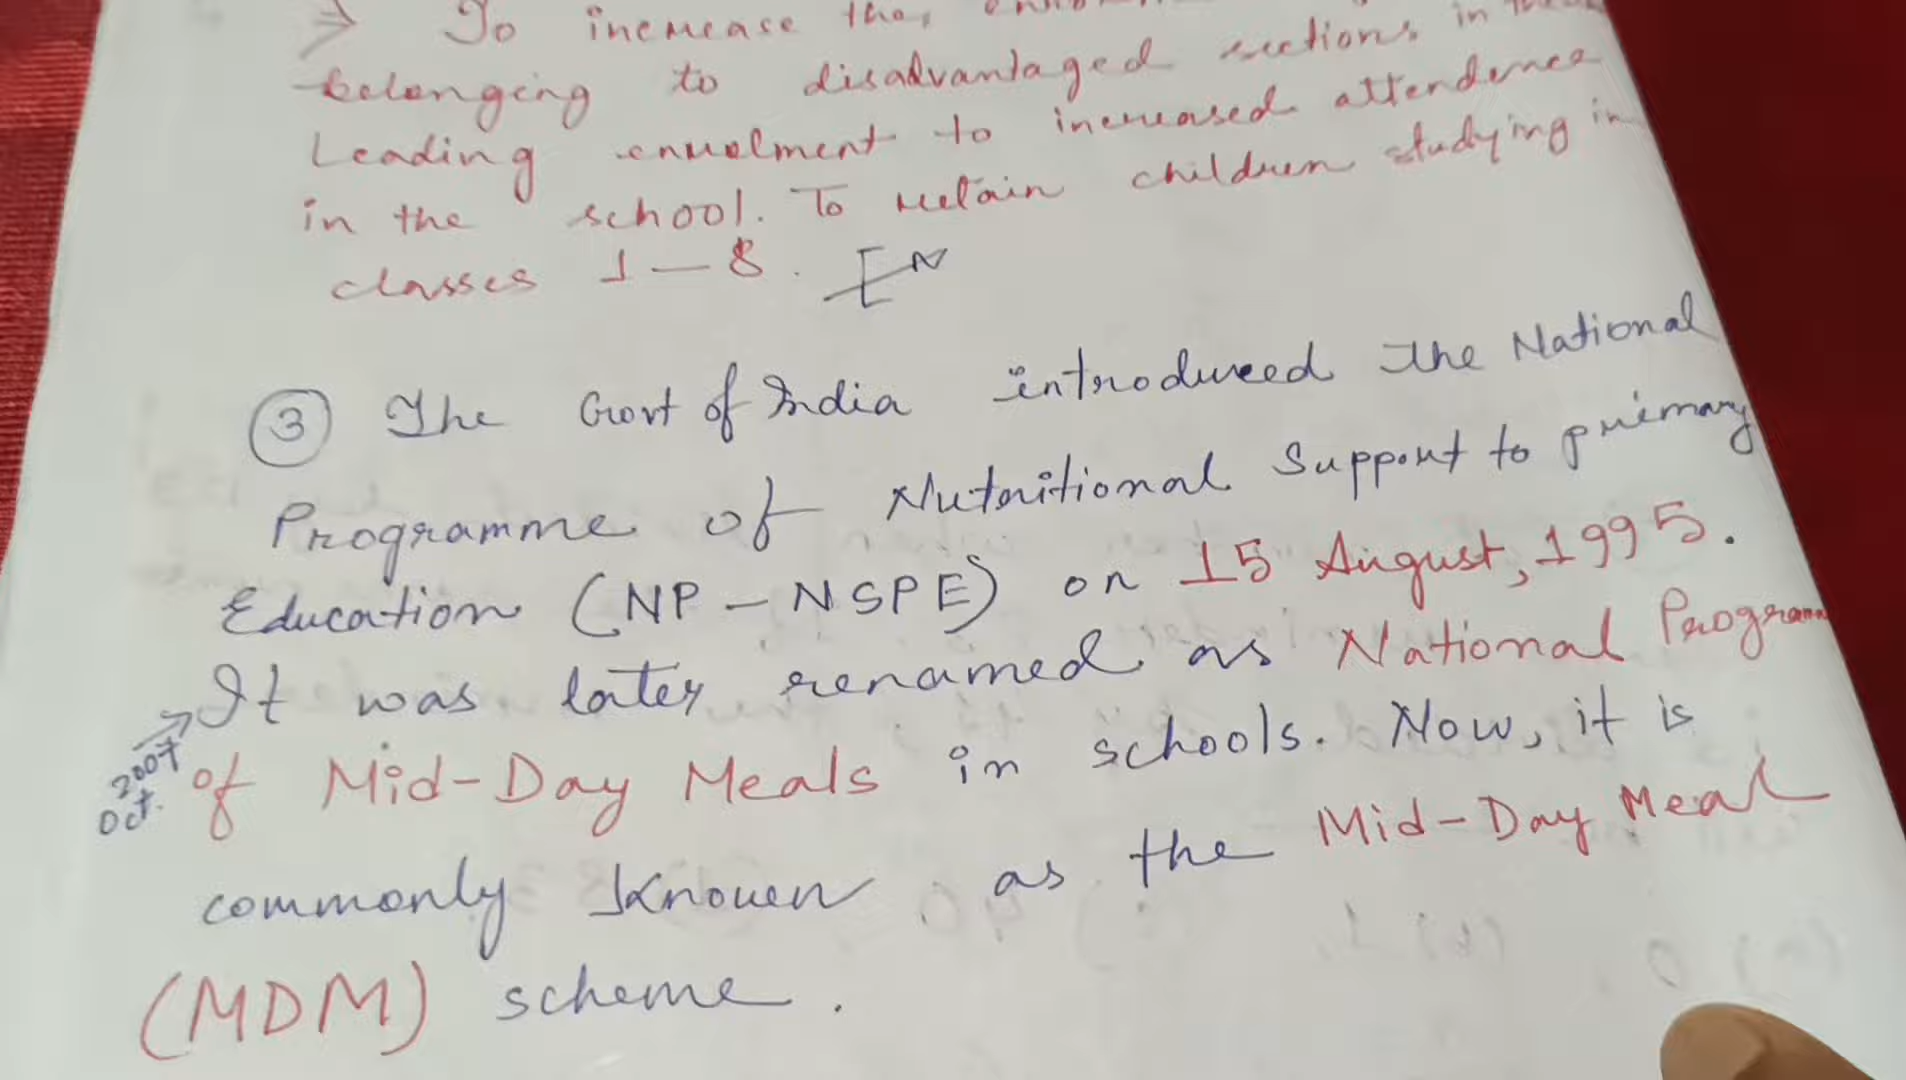 ⇒ To increase the
belonging to disadvantaged sections in
Leading enrolment to increased attendence
in the school. To retain children studying in
classes 1 – 8.
③ The Govt of India introduced the National
Programme of Nutritional Support to primary
Education (NP – NSPE) on 15 August, 1995.
It was later renamed as National Program
of Mid-Day Meals in schools. Now, it is
2007
Oct.
commonly known as the Mid-Day Meal
(MDM) scheme.